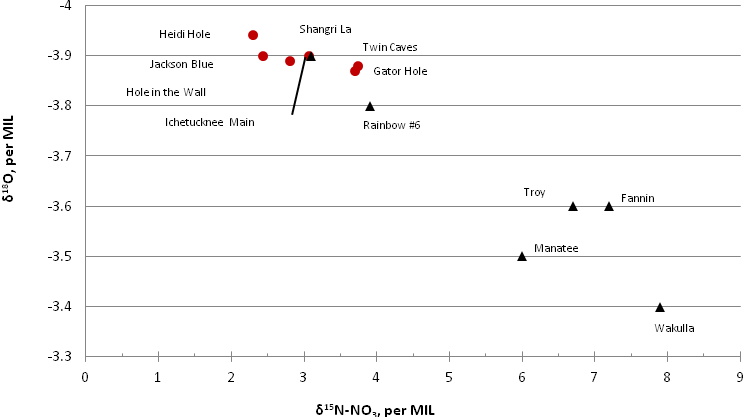 -4
Shangri La
Heidi Hole
Twin Caves
-3.9
Jackson Blue
Gator Hole
Hole in the Wall
-3.8
Ichetucknee Main
Rainbow #6
-3.7
δ¹⁸O, per MIL
Troy
Fannin
-3.6
Manatee
-3.5
-3.4
Wakulla
-3.3
0 1 2 3 4 5 6 7 8 9
δ¹⁵N-NO₃, per MIL